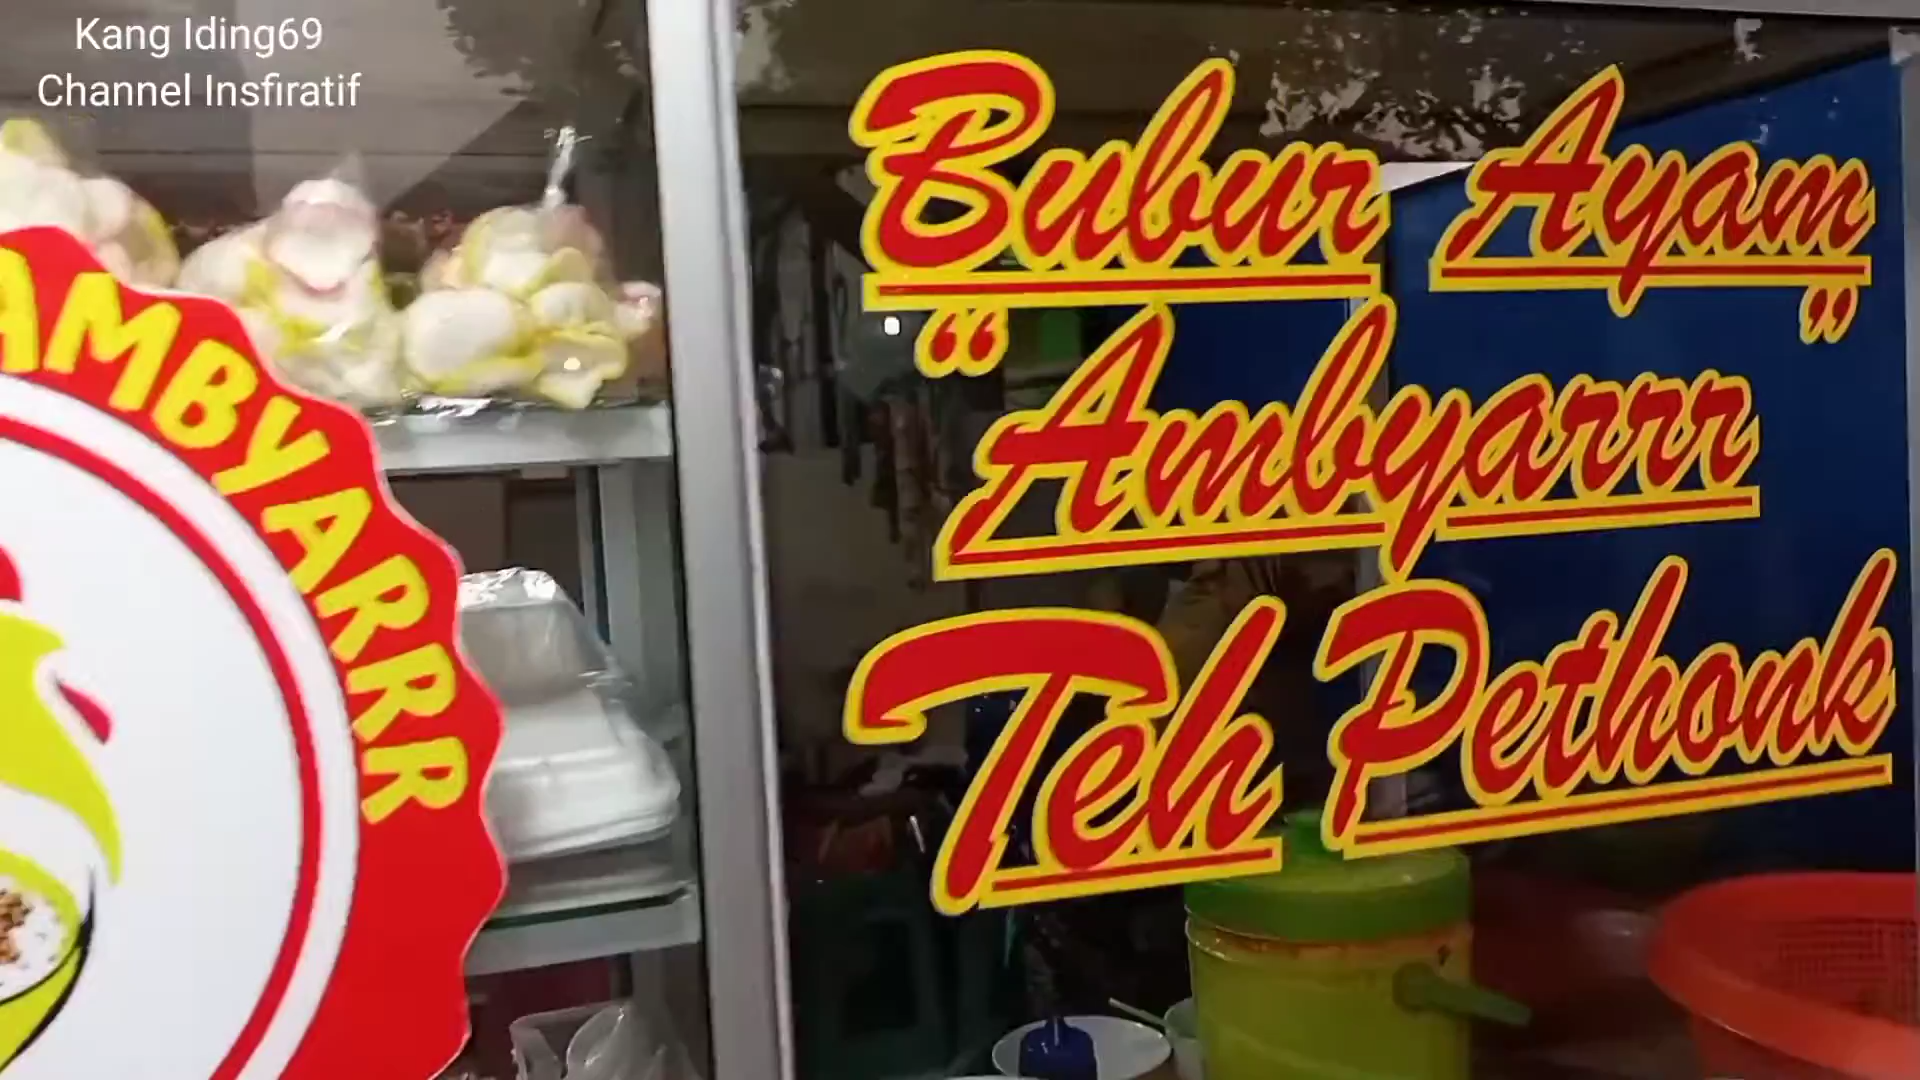 Kang Iding69
Channel Insfiratif
AMBYARRR
Bubur Ayam
“Ambyarrr”
Teh Pethonk